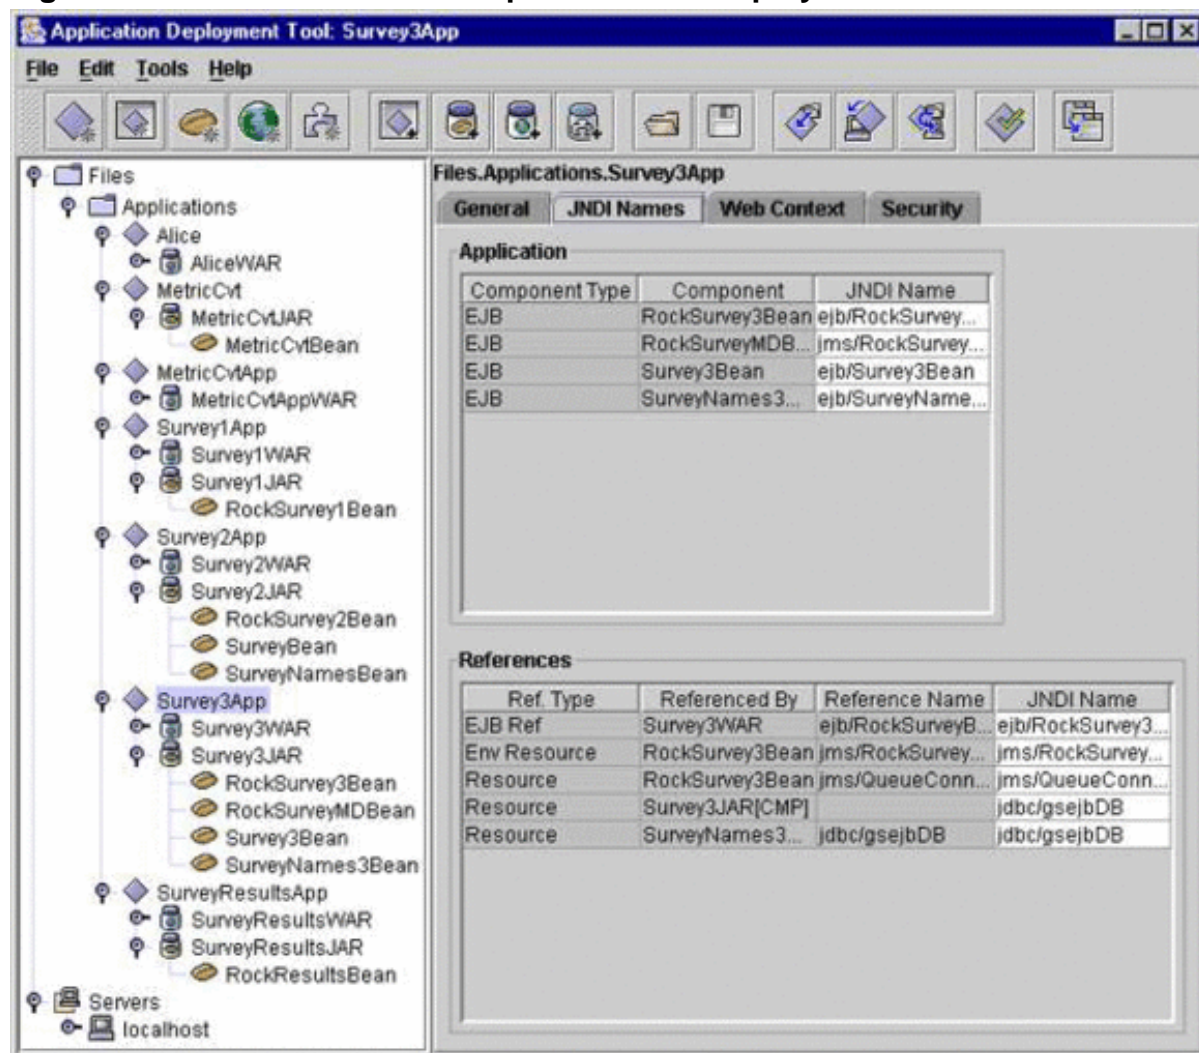 Application Deployment Tool: Survey3App
File Edit Tools Help
Files
Applications
Alice
AliceWAR
MetricCvt
MetricCvtJAR
MetricCvtBean
MetricCvtApp
MetricCvtAppWAR
Survey1App
Survey1WAR
Survey1JAR
RockSurvey1Bean
Survey2App
Survey2WAR
Survey2JAR
RockSurvey2Bean
SurveyBean
SurveyNamesBean
Survey3App
Survey3WAR
Survey3JAR
RockSurvey3Bean
RockSurveyMDBean
Survey3Bean
SurveyNames3Bean
SurveyResultsApp
SurveyResultsWAR
SurveyResultsJAR
RockResultsBean
Servers
localhost
Files.Applications.Survey3App
General JNDI Names Web Context Security
Application
Component Type Component JNDI Name
EJB RockSurvey3Bean ejb/RockSurvey...
EJB RockSurveyMDB... jms/RockSurvey...
EJB Survey3Bean ejb/Survey3Bean
EJB SurveyNames3... ejb/SurveyName...
References
Ref. Type Referenced By Reference Name JNDI Name
EJB Ref Survey3WAR ejb/RockSurveyB... ejb/RockSurvey3...
Env Resource RockSurvey3Bean jms/RockSurvey... jms/RockSurvey...
Resource RockSurvey3Bean jms/QueueConn... jms/QueueConn...
Resource Survey3JAR[CMP] jdbc/gsejbDB
Resource SurveyNames3... jdbc/gsejbDB jdbc/gsejbDB